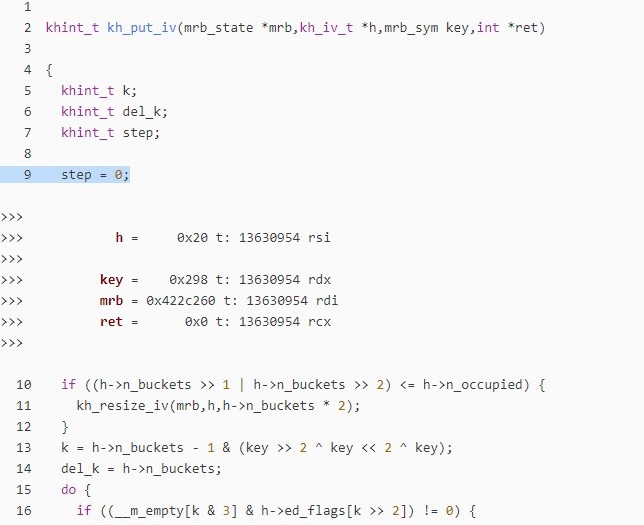 1
2 khint_t kh_put_iv(mrb_state *mrb,kh_iv_t *h,mrb_sym key,int *ret)
3
4 {
5   khint_t k;
6   khint_t del_k;
7   khint_t step;
8
9   step = 0;
>>>
>>>           h =     0x20 t: 13630954 rsi
>>>
>>>         key =    0x298 t: 13630954 rdx
>>>         mrb = 0x422c260 t: 13630954 rdi
>>>         ret =      0x0 t: 13630954 rcx
>>>
10   if ((h->n_buckets >> 1 | h->n_buckets >> 2) <= h->n_occupied) {
11     kh_resize_iv(mrb,h,h->n_buckets * 2);
12   }
13   k = h->n_buckets - 1 & (key >> 2 ^ key << 2 ^ key);
14   del_k = h->n_buckets;
15   do {
16     if ((__m_empty[k & 3] & h->ed_flags[k >> 2]) != 0) {